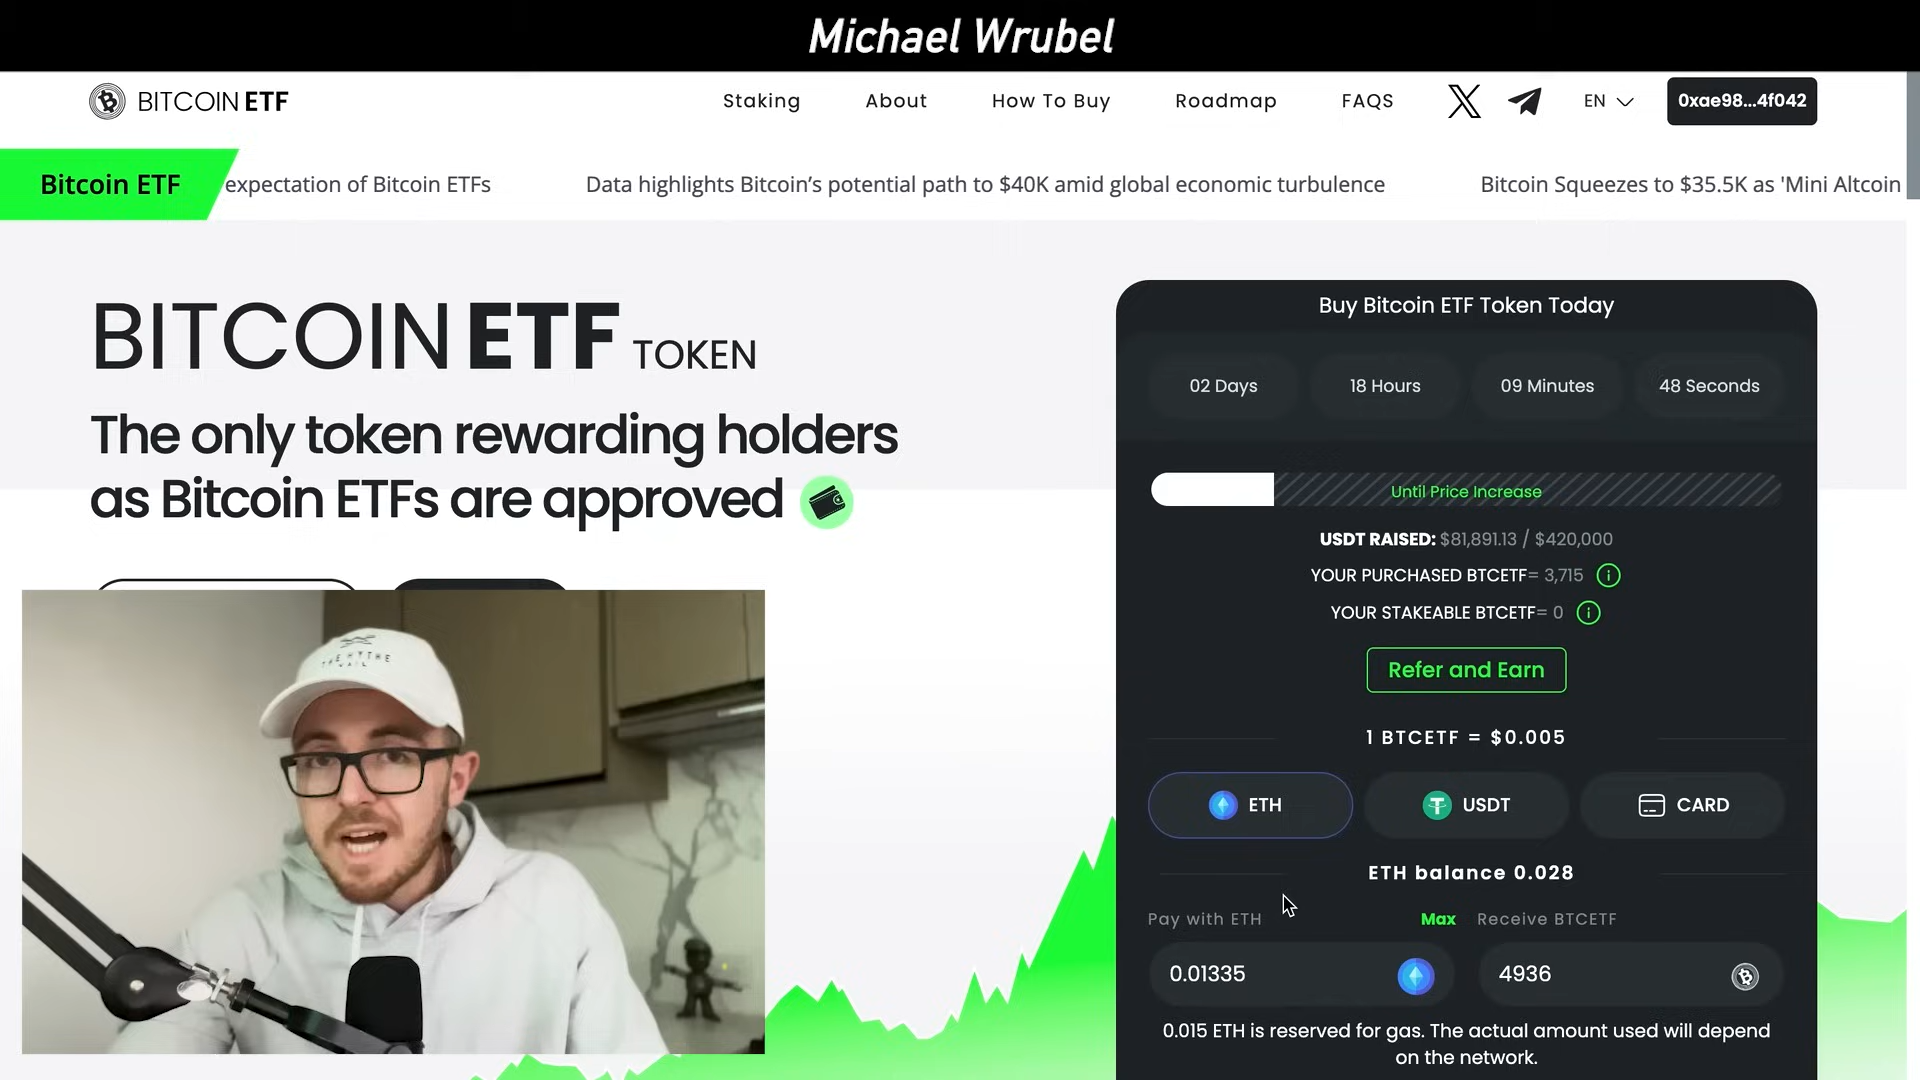 Michael Wrubel
BITCOIN ETF
Staking
About
How To Buy
Roadmap
FAQS
EN
0xae98...4f042
Bitcoin ETF
expectation of Bitcoin ETFs
Data highlights Bitcoin’s potential path to $40K amid global economic turbulence
Bitcoin Squeezes to $35.5K as 'Mini Altcoin
BITCOIN ETF TOKEN
The only token rewarding holders
as Bitcoin ETFs are approved
Buy Bitcoin ETF Token Today
02 Days
18 Hours
09 Minutes
48 Seconds
Until Price Increase
USDT RAISED: $81,891.13 / $420,000
YOUR PURCHASED BTCETF= 3,715
YOUR STAKEABLE BTCETF= 0
Refer and Earn
1 BTCETF = $0.005
ETH
USDT
CARD
ETH balance 0.028
Pay with ETH
Max
Receive BTCETF
0.01335
4936
0.015 ETH is reserved for gas. The actual amount used will depend
on the network.
THE HYTHE
VAIL